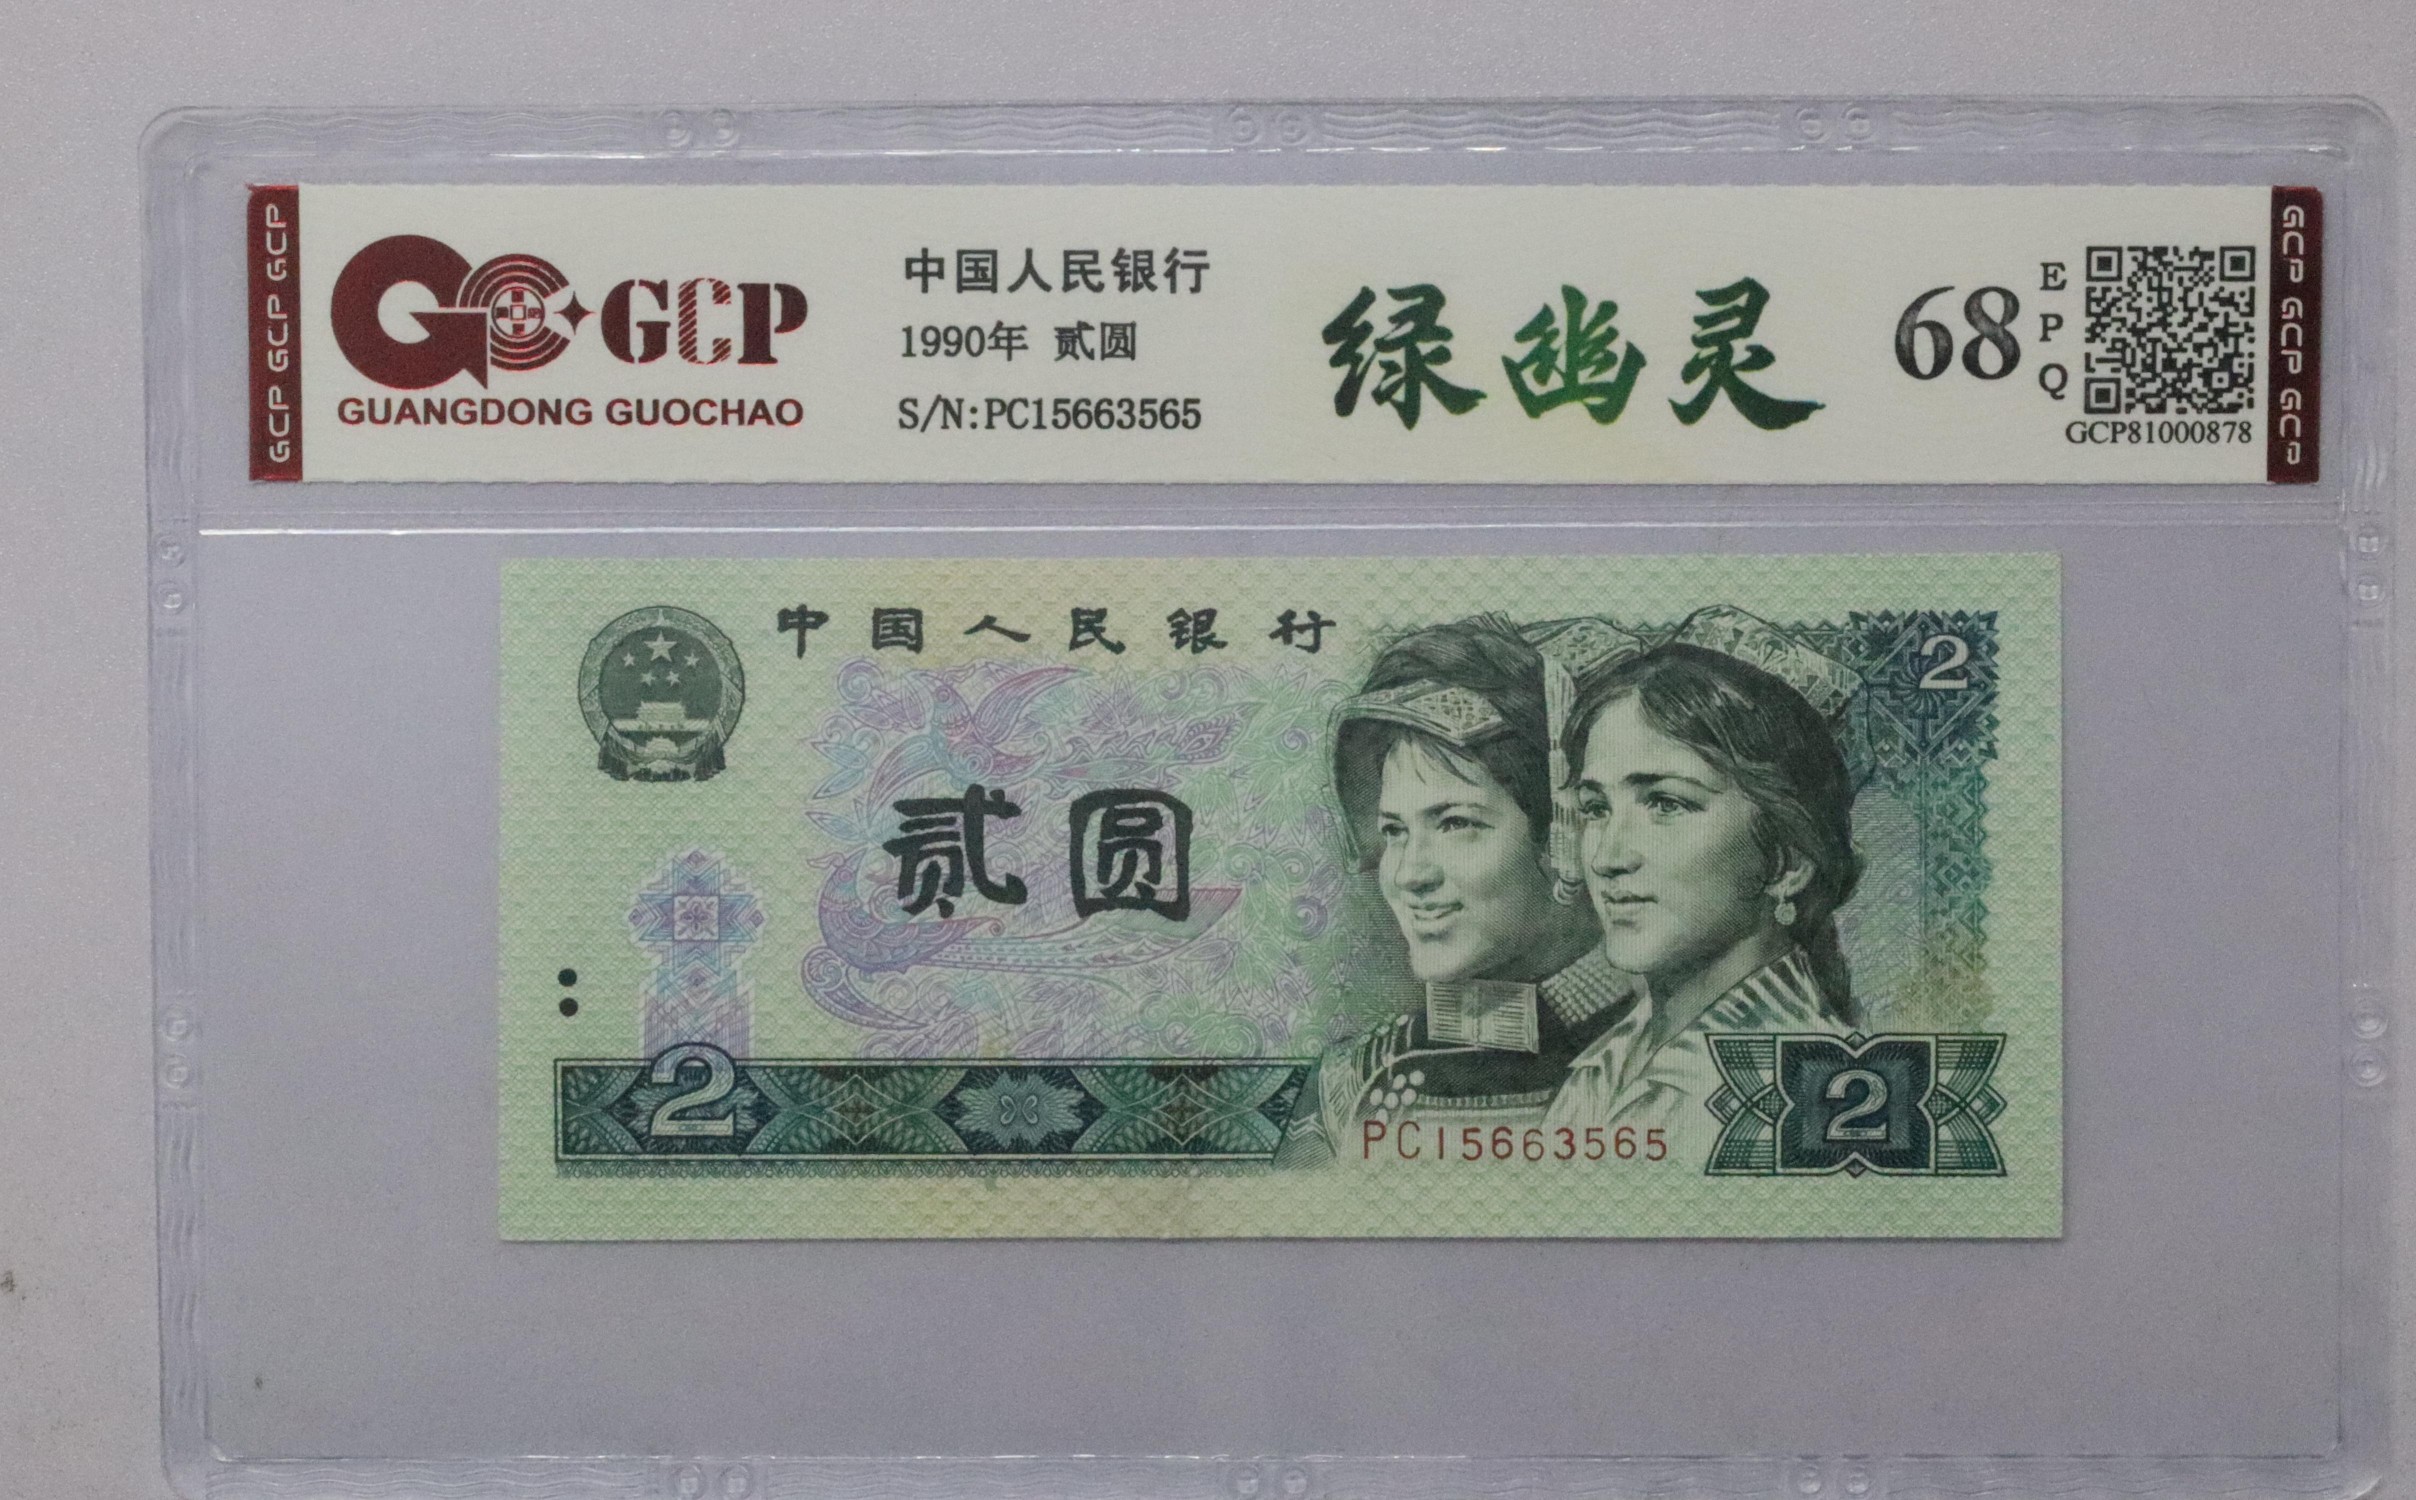 GCP GCP GCP
GCP
GUANGDONG GUOCHAO
中国人民银行
1990年 贰圆
S/N:PC15663565
绿幽灵
68
EPQ
GCP81000878
GCP GCP GCP
中国人民银行
2
贰圆
2
PC15663565
2